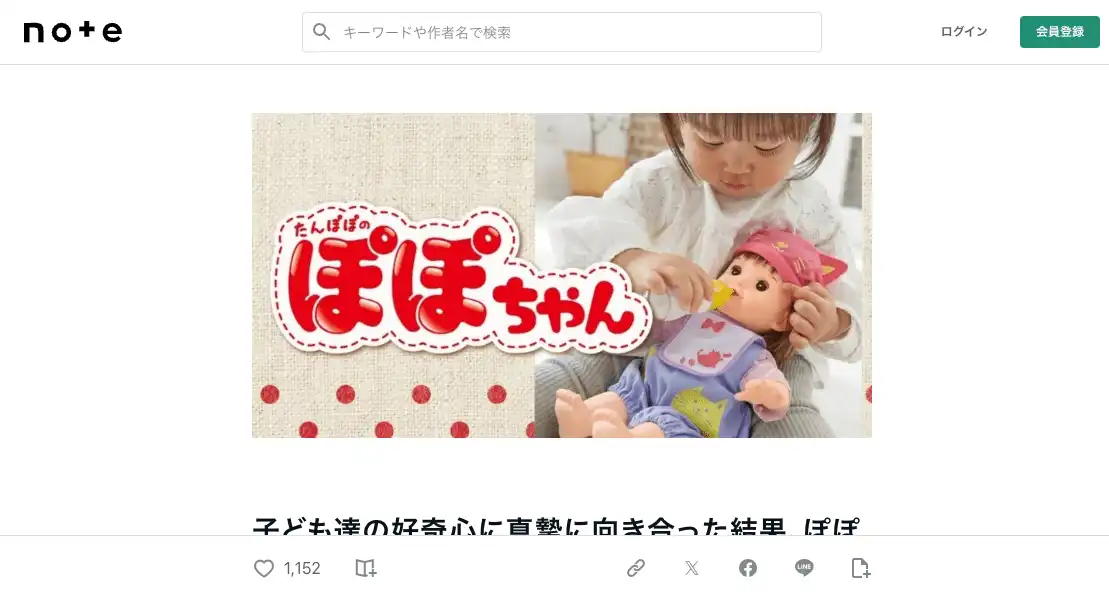 note
キーワードや作者名で検索
ログイン
会員登録
たんぽぽの
ぽぽちゃん
子ども達の好奇心に真摯に向き合った結果、ぽぽ
1,152
LINE